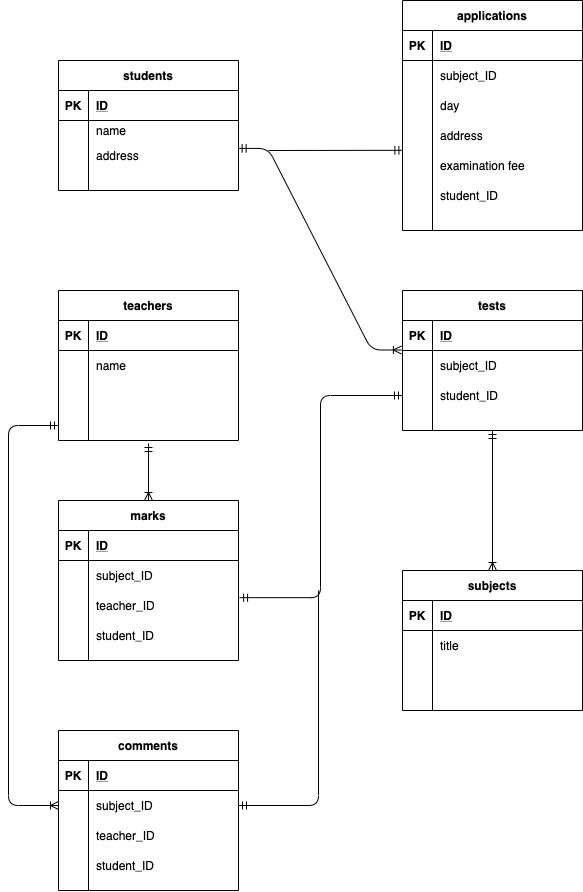 applications
PK ID
subject_ID
day
address
examination fee
student_ID
students
PK ID
name
address
teachers
PK ID
name
tests
PK ID
subject_ID
student_ID
marks
PK ID
subject_ID
teacher_ID
student_ID
subjects
PK ID
title
comments
PK ID
subject_ID
teacher_ID
student_ID